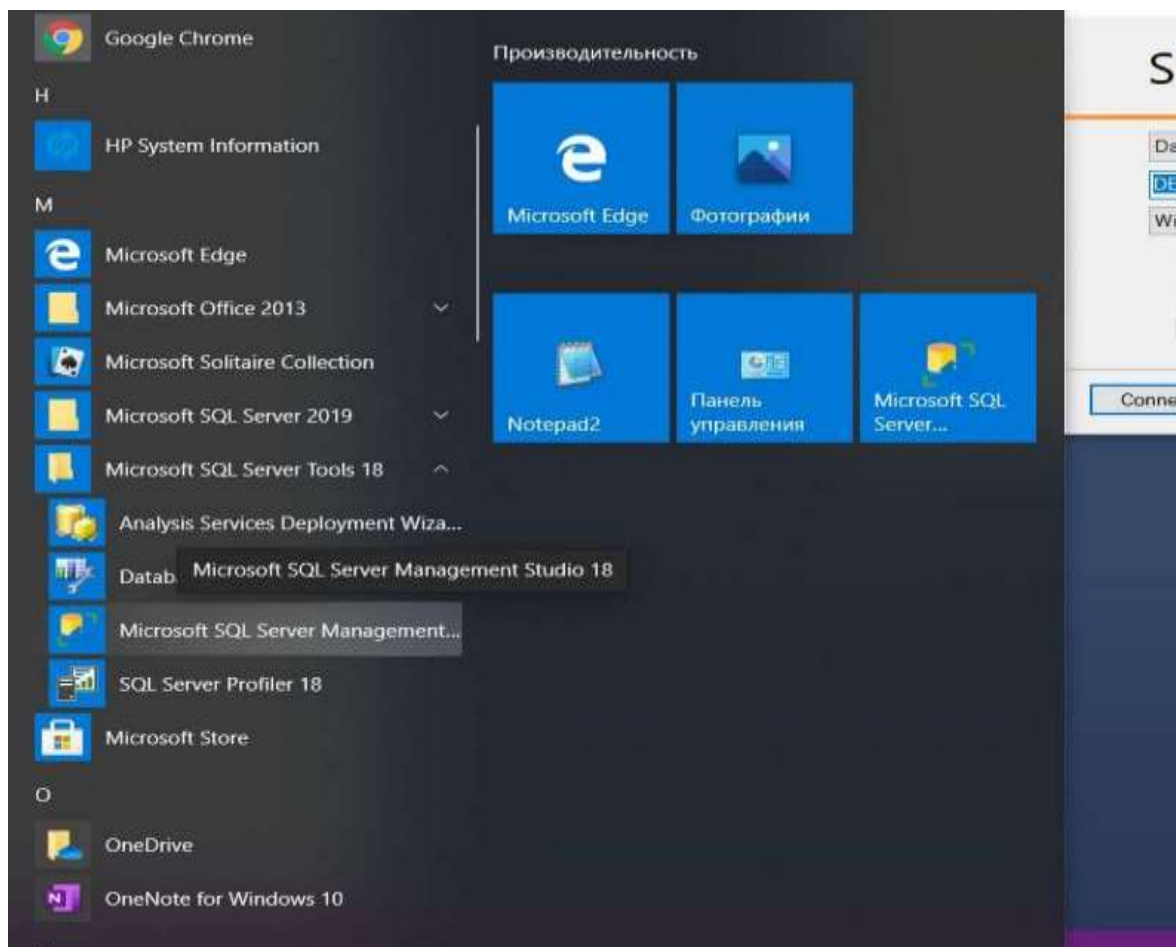 Google Chrome
H
HP System Information
M
Microsoft Edge
Microsoft Office 2013
Microsoft Solitaire Collection
Microsoft SQL Server 2019
Microsoft SQL Server Tools 18
Analysis Services Deployment Wiza...
Datab
Microsoft SQL Server Management Studio 18
Microsoft SQL Server Management...
SQL Server Profiler 18
Microsoft Store
O
OneDrive
OneNote for Windows 10
Производительность
Microsoft Edge
Фотографии
Notepad2
Панель
управления
Microsoft SQL
Server...
S
Da
DE
Wi
Conne